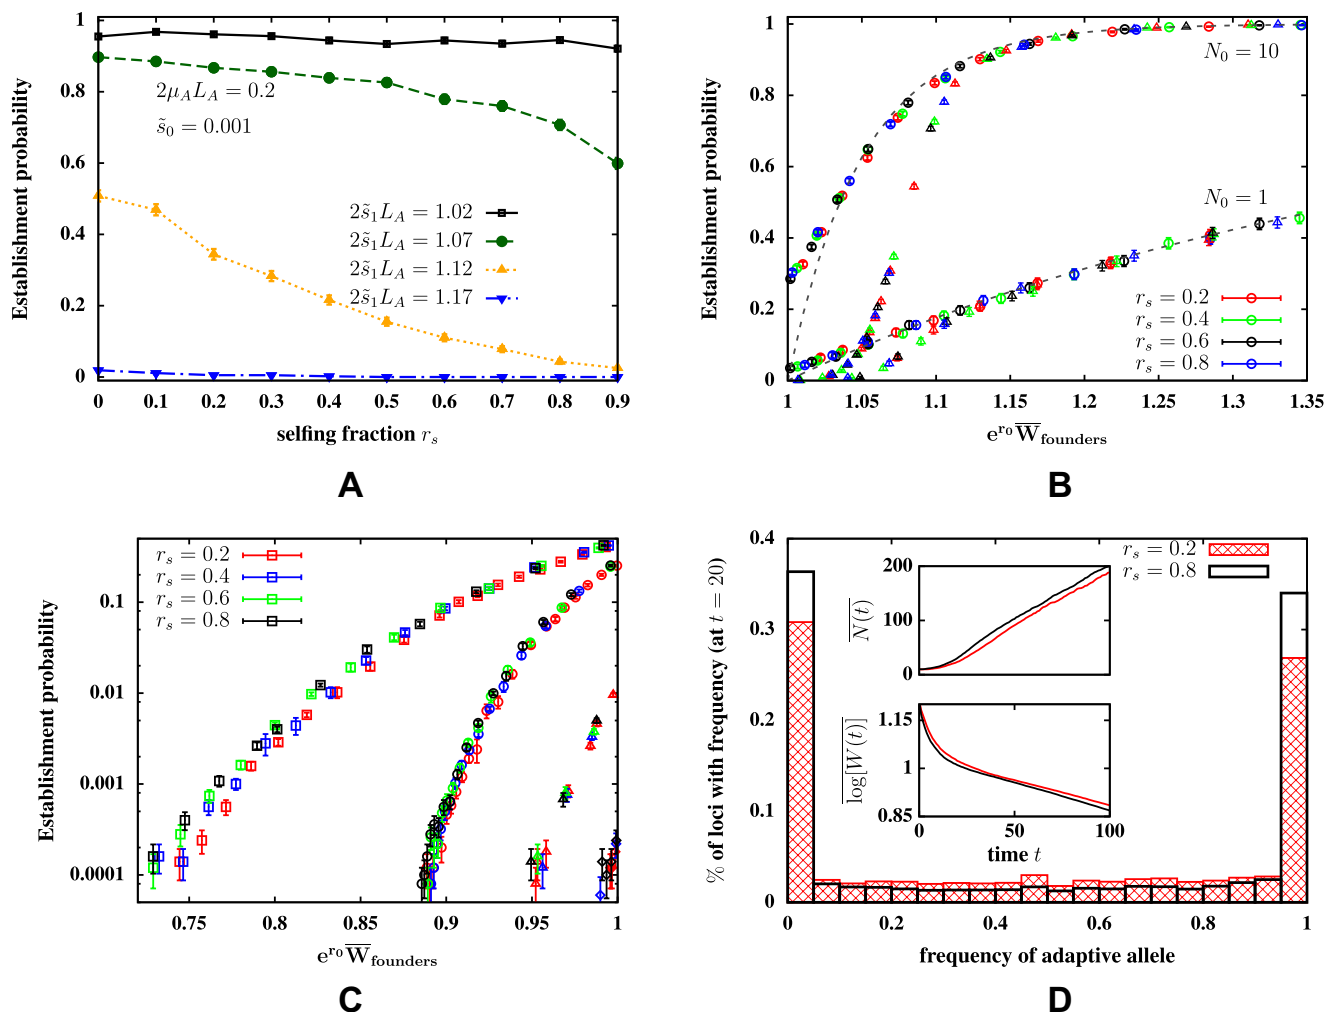 Establishment probability
1
0.8
0.6
0.4
0.2
0
2μ_A L_A = 0.2
s̃_0 = 0.001
2s̃_1 L_A = 1.02
2s̃_1 L_A = 1.07
2s̃_1 L_A = 1.12
2s̃_1 L_A = 1.17
0 0.1 0.2 0.3 0.4 0.5 0.6 0.7 0.8 0.9
selfing fraction r_s
A
Establishment probability
1
0.8
0.6
0.4
0.2
0
N_0 = 10
N_0 = 1
r_s = 0.2
r_s = 0.4
r_s = 0.6
r_s = 0.8
1 1.05 1.1 1.15 1.2 1.25 1.3 1.35
e^{r_0} W̅_founders
B
Establishment probability
r_s = 0.2
r_s = 0.4
r_s = 0.6
r_s = 0.8
0.1
0.01
0.001
0.0001
0.75 0.8 0.85 0.9 0.95 1
e^{r_0} W̅_founders
C
% of loci with frequency (at t = 20)
0.4
0.3
0.2
0.1
0
r_s = 0.2
r_s = 0.8
N(t)
200
100
0
log[W(t)]
1.15
1
0.85
0 50 100
time t
0 0.2 0.4 0.6 0.8 1
frequency of adaptive allele
D